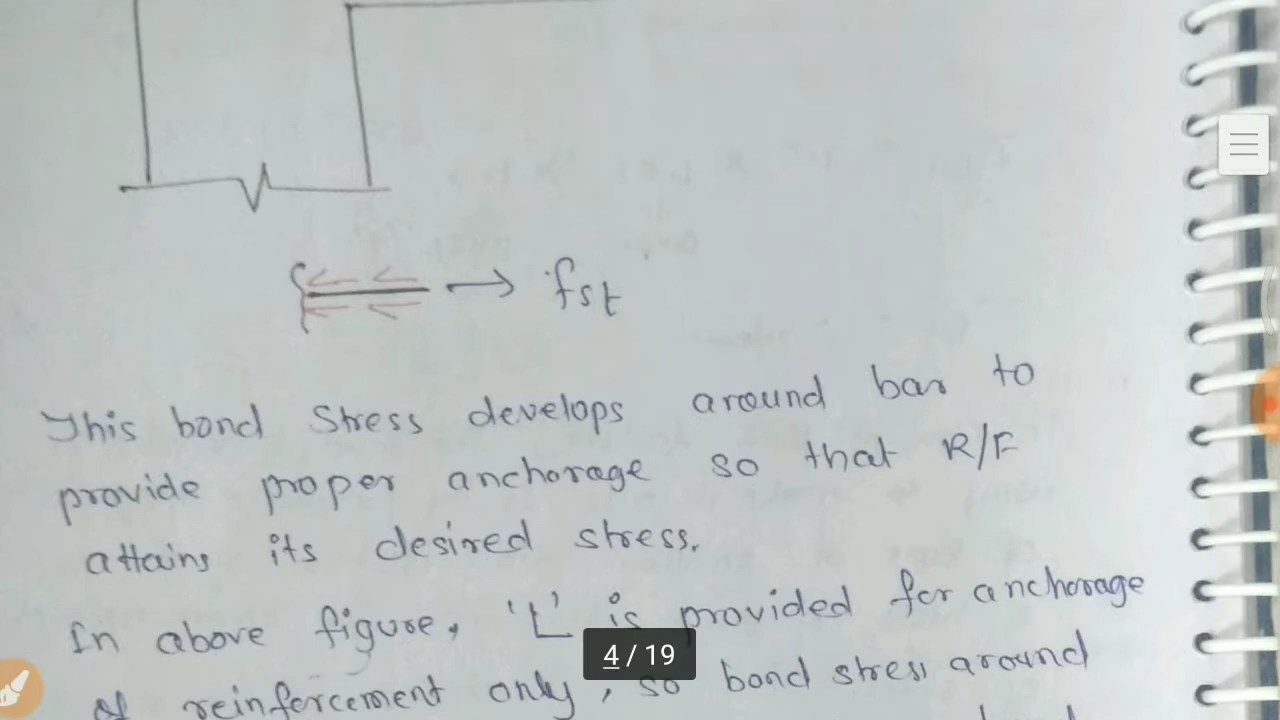 fst
This bond Stress develops around bar to
provide proper anchorage so that R/F
attains its desired stress.
In above figure, 'L' is provided for anchorage
of reinforcement only, so bond stress around
4 / 19